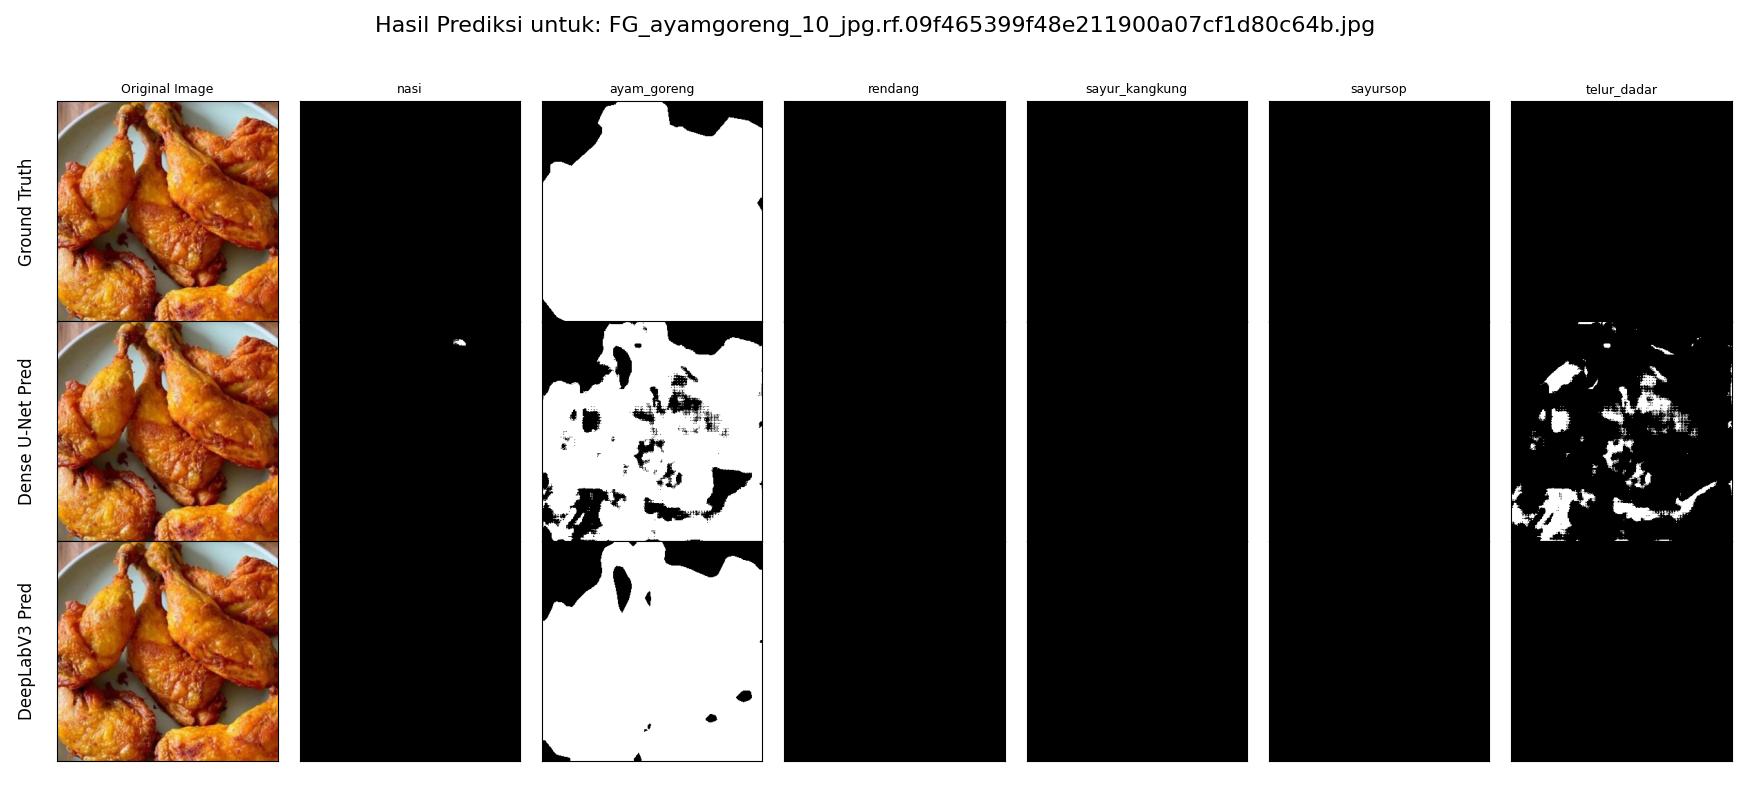 Hasil Prediksi untuk: FG_ayamgoreng_10_jpg.rf.09f465399f48e211900a07cf1d80c64b.jpg
Original Image nasi ayam_goreng rendang sayur_kangkung sayursop telur_dadar
Ground Truth
Dense U-Net Pred
DeepLabV3 Pred